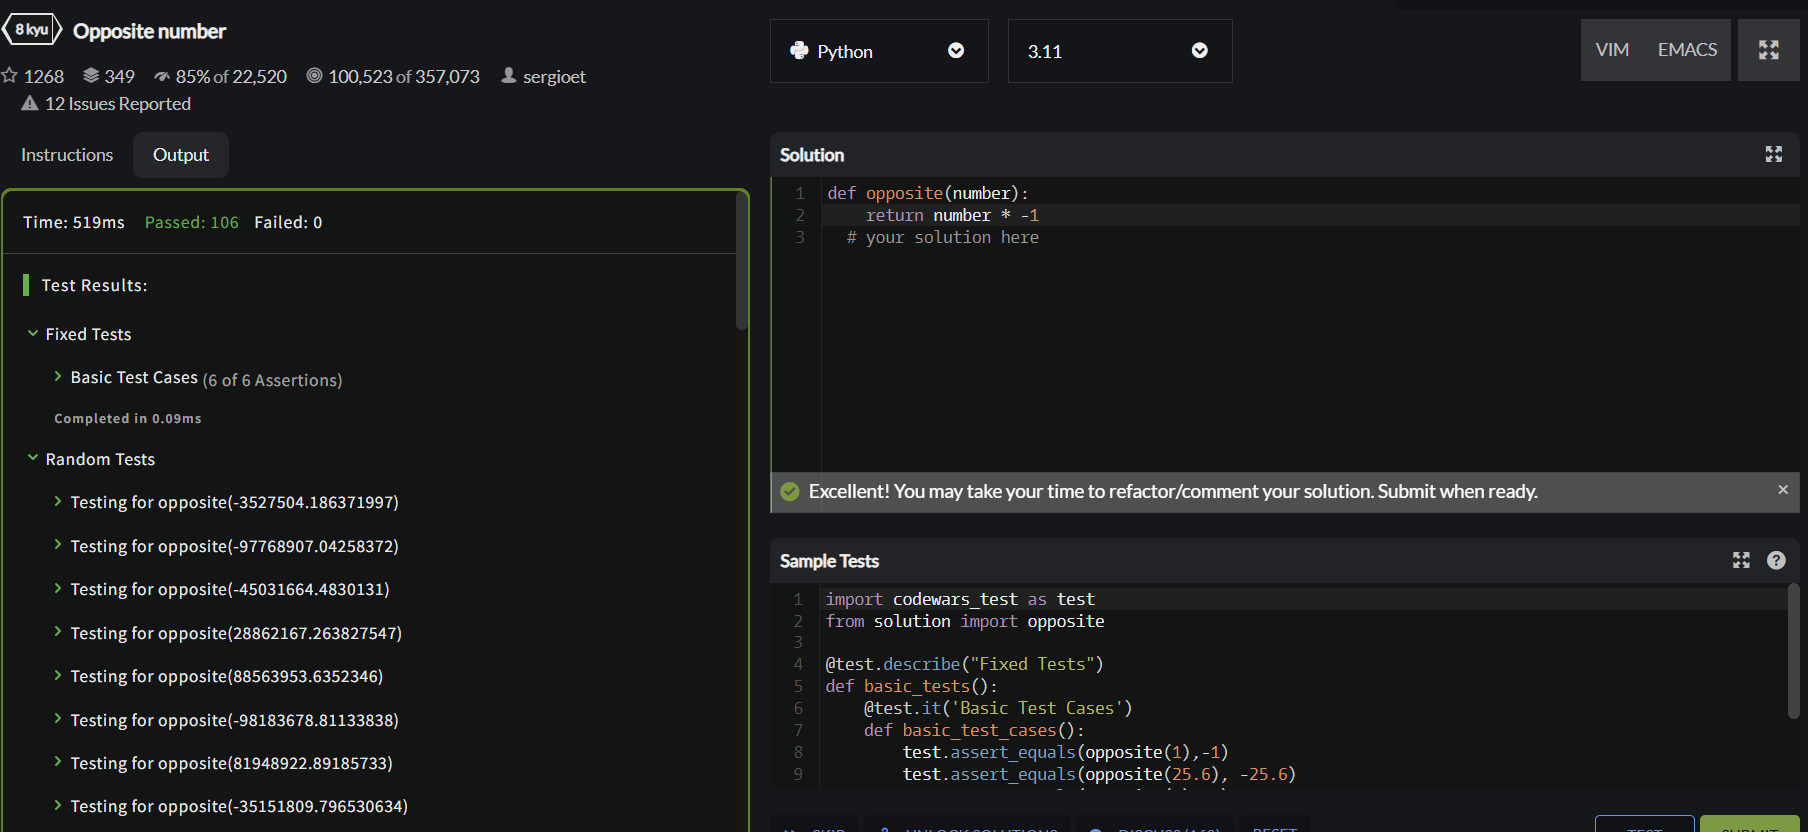 8 kyu Opposite number
1268 349 85% of 22,520 100,523 of 357,073 sergioet
12 Issues Reported
Instructions Output
Time: 519ms Passed: 106 Failed: 0
Test Results:
Fixed Tests
Basic Test Cases (6 of 6 Assertions)
Completed in 0.09ms
Random Tests
Testing for opposite(-3527504.186371997)
Testing for opposite(-97768907.04258372)
Testing for opposite(-45031664.4830131)
Testing for opposite(28862167.263827547)
Testing for opposite(88563953.6352346)
Testing for opposite(-98183678.81133838)
Testing for opposite(81948922.89185733)
Testing for opposite(-35151809.796530634)
Python 3.11 VIM EMACS
Solution
1 def opposite(number):
2 return number * -1
3 # your solution here
Excellent! You may take your time to refactor/comment your solution. Submit when ready. ×
Sample Tests ?
1 import codewars_test as test
2 from solution import opposite
3
4 @test.describe("Fixed Tests")
5 def basic_tests():
6 @test.it('Basic Test Cases')
7 def basic_test_cases():
8 test.assert_equals(opposite(1),-1)
9 test.assert_equals(opposite(25.6), -25.6)
SKIP UNLOCK SOLUTIONS RESET TEST SUBMIT